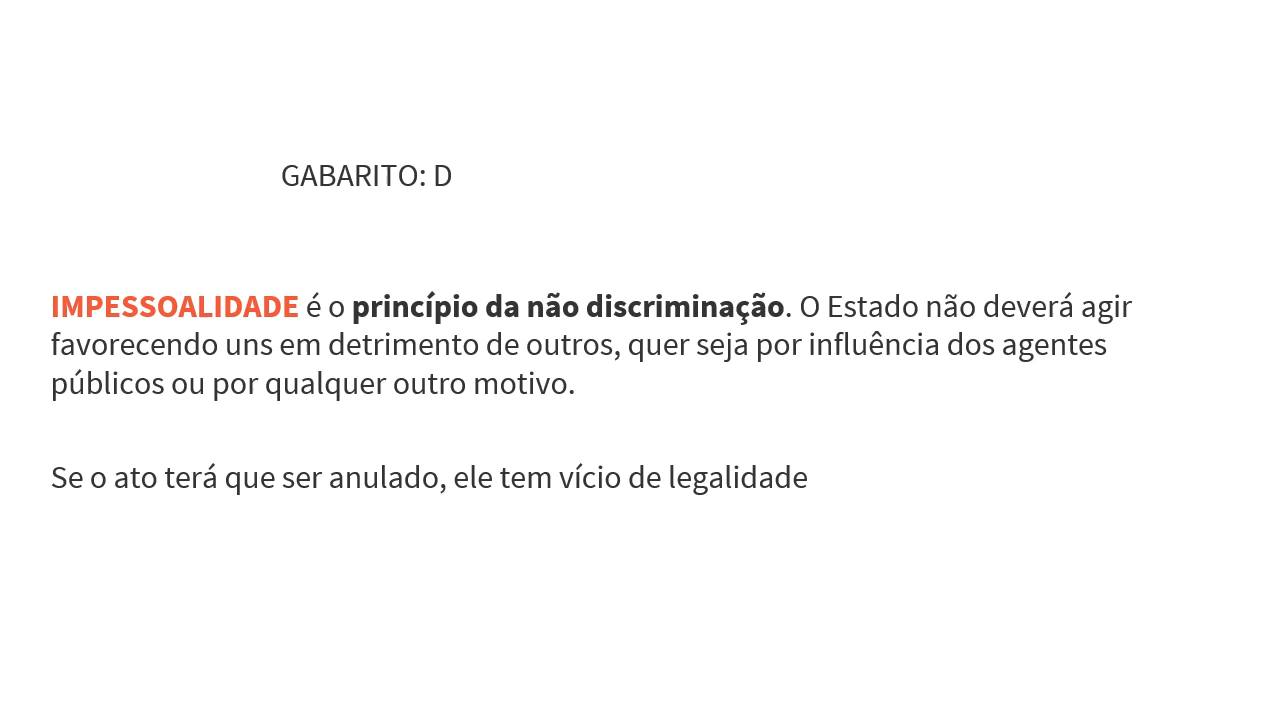 GABARITO: D
IMPESSOALIDADE é o princípio da não discriminação. O Estado não deverá agir
favorecendo uns em detrimento de outros, quer seja por influência dos agentes
públicos ou por qualquer outro motivo.
Se o ato terá que ser anulado, ele tem vício de legalidade